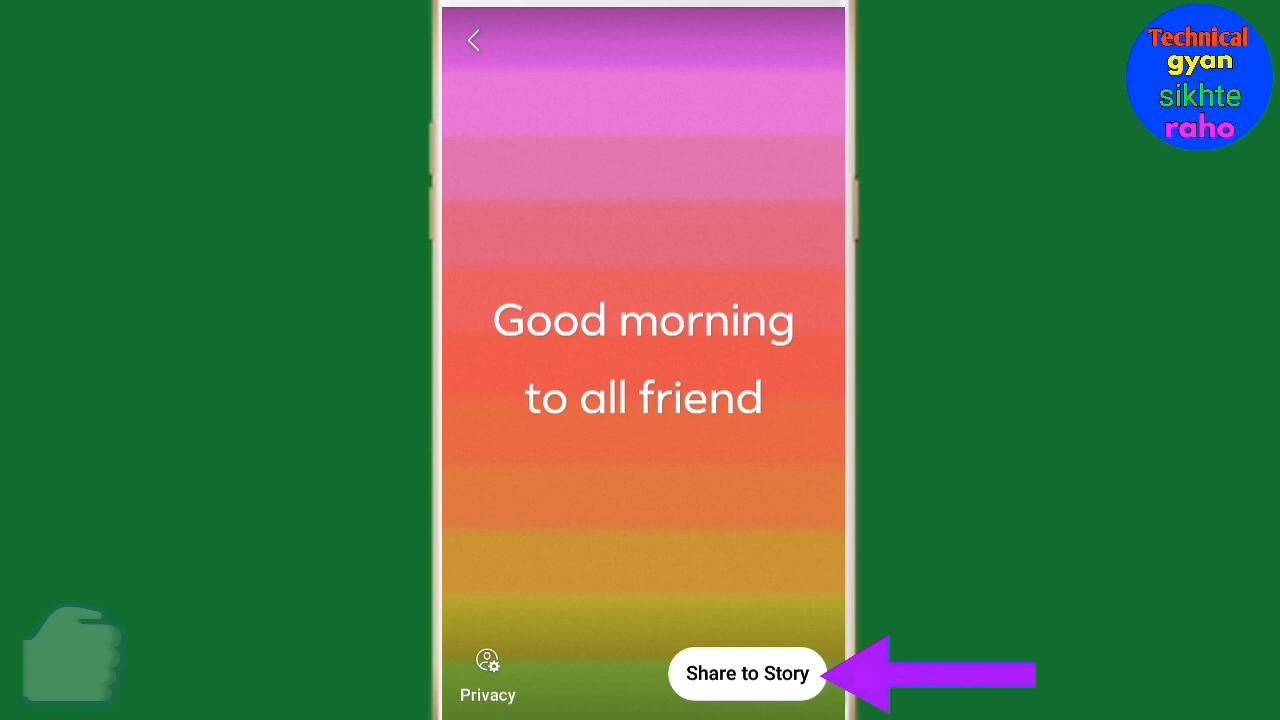 Technical
gyan
sikhte
raho
Good morning
to all friend
Privacy
Share to Story